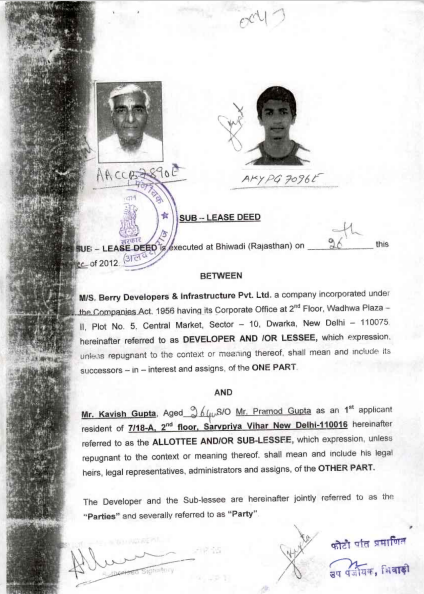 AACCB7890E
AKYPG7096E
SUB – LEASE DEED
SUB – LEASE DEED is executed at Bhiwadi (Rajasthan) on 26th this
Dec of 2012
BETWEEN
M/S. Berry Developers & Infrastructure Pvt. Ltd. a company incorporated under
the Companies Act. 1956 having its Corporate Office at 2nd Floor, Wadhwa Plaza –
II, Plot No. 5, Central Market, Sector – 10, Dwarka, New Delhi – 110075
hereinafter referred to as DEVELOPER AND /OR LESSEE, which expression,
unless repugnant to the context or meaning thereof, shall mean and include its
successors – in – interest and assigns, of the ONE PART.
AND
Mr. Kavish Gupta, Aged S/O Mr. Pramod Gupta as an 1st applicant
resident of 7/18-A, 2nd floor, Sarvpriya Vihar New Delhi-110016 hereinafter
referred to as the ALLOTTEE AND/OR SUB-LESSEE, which expression, unless
repugnant to the context or meaning thereof, shall mean and include his legal
heirs, legal representatives, administrators and assigns, of the OTHER PART.
The Developer and the Sub-lessee are hereinafter jointly referred to as the
"Parties" and severally referred to as "Party".
Signatory
फोटो प्रति प्रमाणित
उप पंजीयक, भिवाड़ी